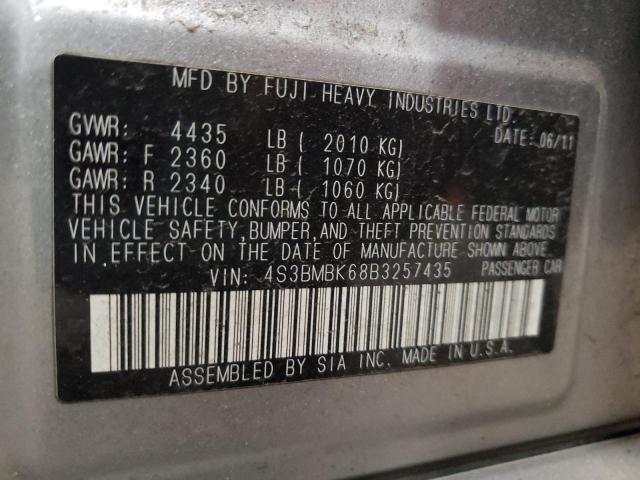 MFD BY FUJI HEAVY INDUSTRIES LTD.
GVWR: 4435 LB ( 2010 KG) DATE: 06/11
GAWR: F 2360 LB ( 1070 KG)
GAWR: R 2340 LB ( 1060 KG)
THIS VEHICLE CONFORMS TO ALL APPLICABLE FEDERAL MOTOR
VEHICLE SAFETY, BUMPER, AND THEFT PREVENTION STANDARDS
IN EFFECT ON THE DATE OF MANUFACTURE SHOWN ABOVE.
VIN: 4S3BMBK68B3257435 PASSENGER CAR
ASSEMBLED BY SIA INC. MADE IN U.S.A.